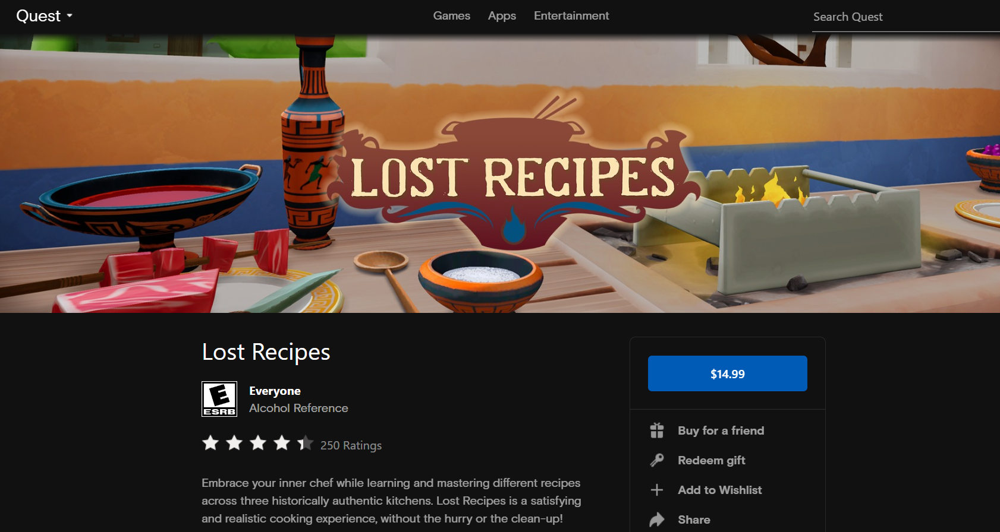 Quest
Games Apps Entertainment
Search Quest
LOST RECIPES
Lost Recipes
E
ESRB
Everyone
Alcohol Reference
250 Ratings
Embrace your inner chef while learning and mastering different recipes
across three historically authentic kitchens. Lost Recipes is a satisfying
and realistic cooking experience, without the hurry or the clean-up!
$14.99
Buy for a friend
Redeem gift
Add to Wishlist
Share